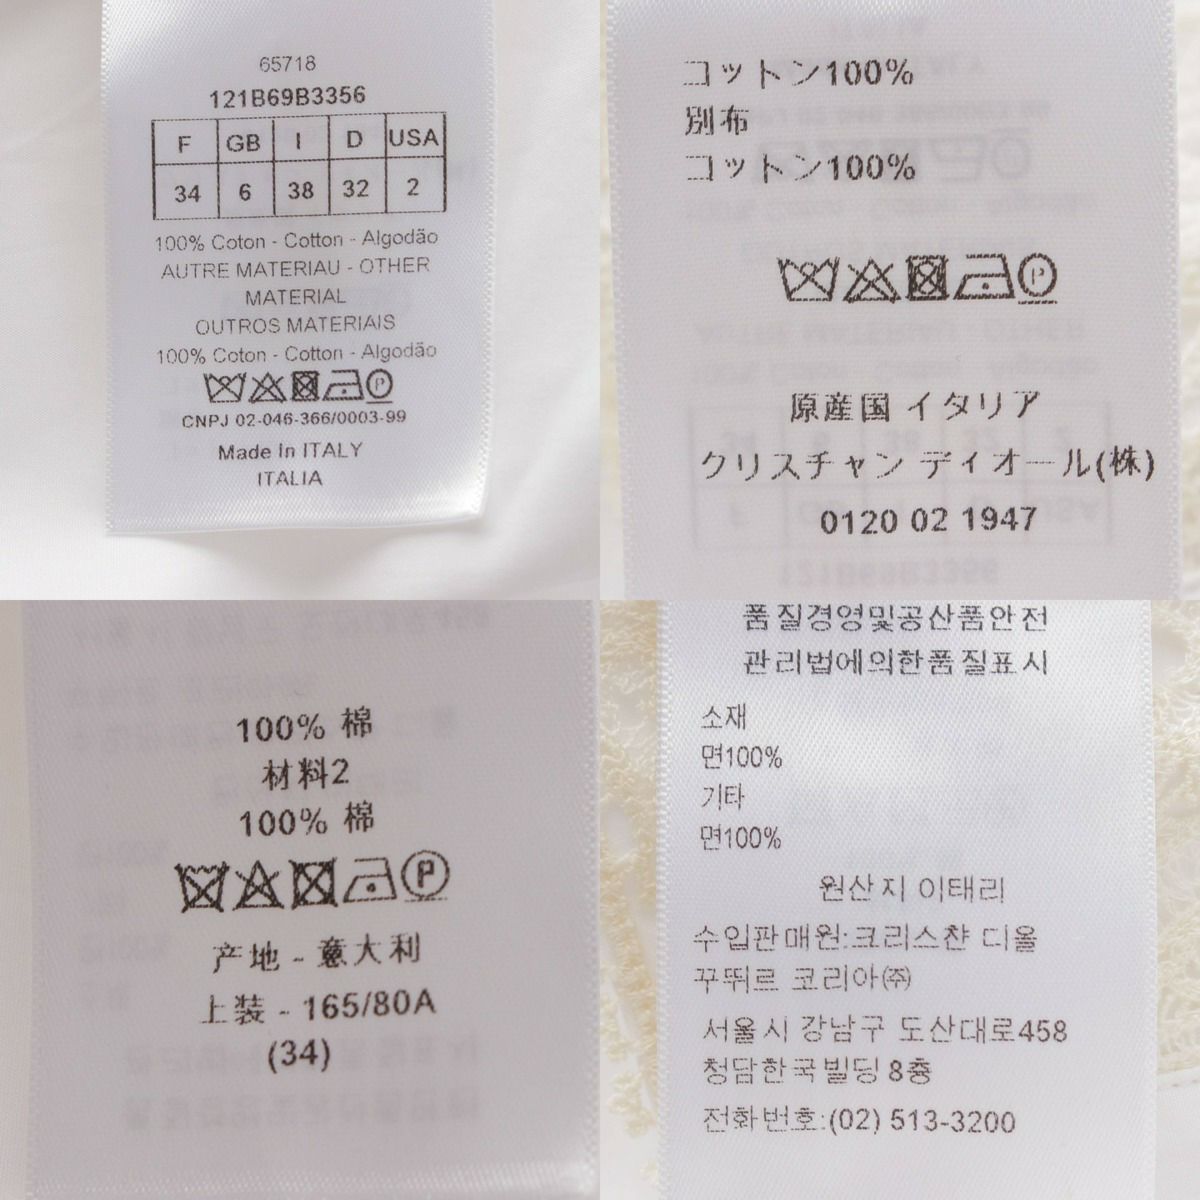 65718
121B69B3356
F GB I D USA
34 6 38 32 2
100% Coton - Cotton - Algodão
AUTRE MATERIAU - OTHER
MATERIAL
OUTROS MATERIAIS
100% Coton - Cotton - Algodão
CNPJ 02-046-366/0003-99
Made In ITALY
ITALIA
コットン100%
別布
コットン100%
P
原産国 イタリア
クリスチャン ディオール(株)
0120 02 1947
100% 棉
材料2
100% 棉
P
产地 - 意大利
上装 - 165/80A
(34)
품질경영및공산품안전
관리법에의한품질표시
소재
면100%
기타
면100%
원산지 이태리
수입판매원:크리스챤 디올
꾸뛰르 코리아㈜
서울시 강남구 도산대로458
청담한국빌딩 8층
전화번호:(02) 513-3200